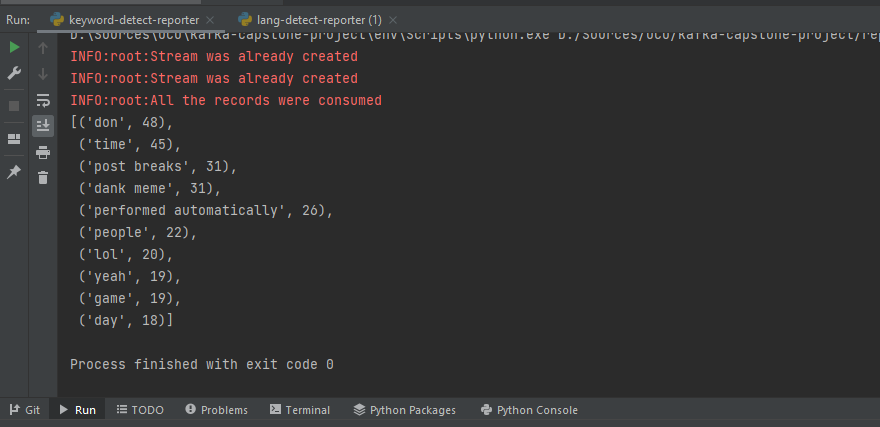 Run: keyword-detect-reporter × lang-detect-reporter (1) ×
D:\Sources\UCU\kafka-capstone-project\env\Scripts\python.exe D:/Sources/UCU/kafka-capstone-project/rep
INFO:root:Stream was already created
INFO:root:Stream was already created
INFO:root:All the records were consumed
[('don', 48),
('time', 45),
('post breaks', 31),
('dank meme', 31),
('performed automatically', 26),
('people', 22),
('lol', 20),
('yeah', 19),
('game', 19),
('day', 18)]
Process finished with exit code 0
Git Run TODO Problems Terminal Python Packages Python Console